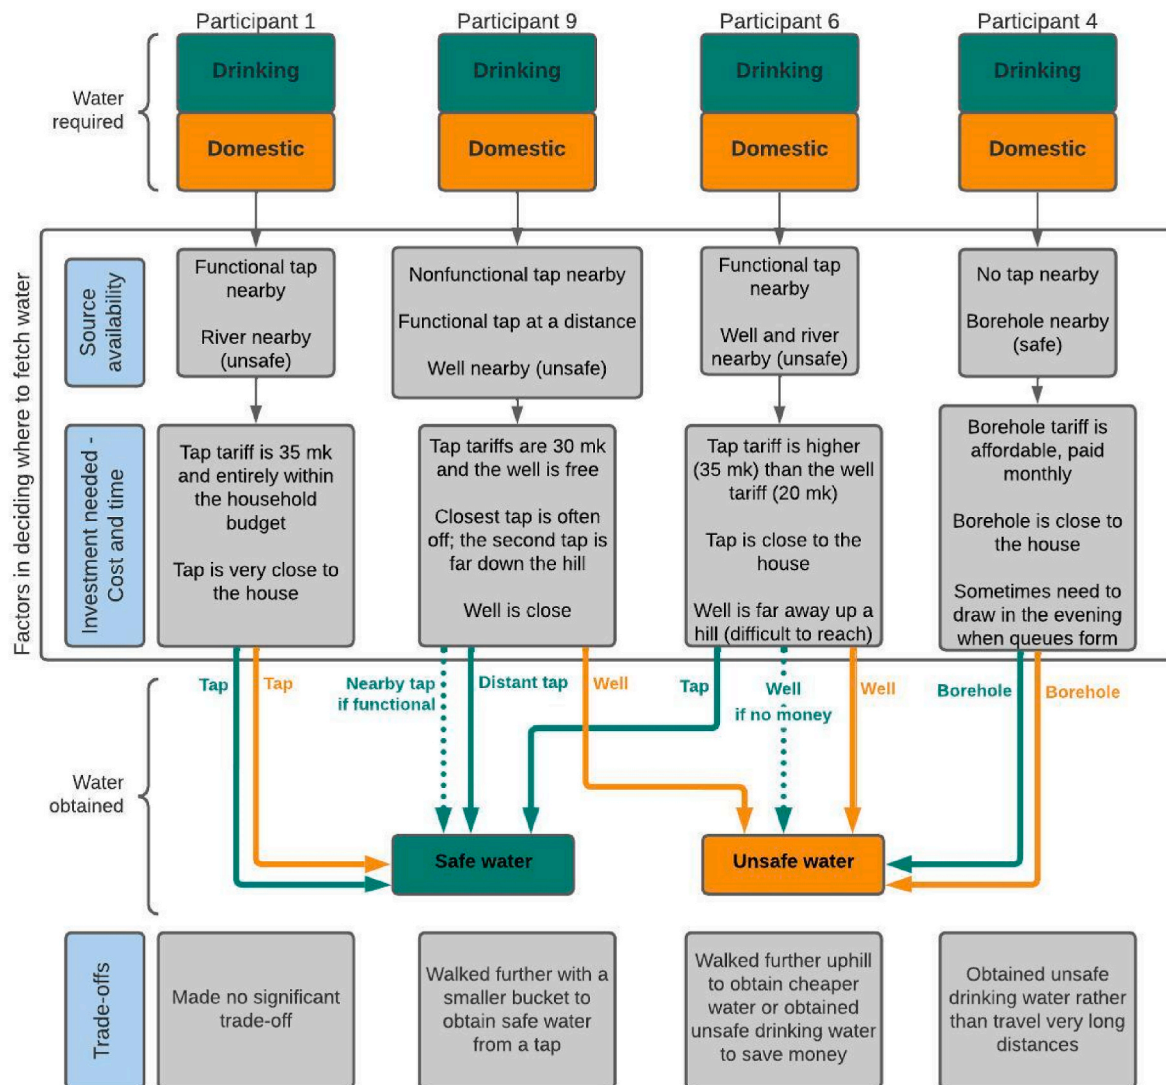 Participant 1
Participant 9
Participant 6
Participant 4
Water
required
Drinking
Drinking
Drinking
Drinking
Domestic
Domestic
Domestic
Domestic
Factors in deciding where to fetch water
Source
availability
Functional tap
nearby
River nearby
(unsafe)
Nonfunctional tap nearby
Functional tap at a distance
Well nearby (unsafe)
Functional tap
nearby
Well and river
nearby (unsafe)
No tap nearby
Borehole nearby
(safe)
Investment needed -
Cost and time
Tap tariff is 35 mk
and entirely within
the household
budget
Tap is very close to
the house
Tap tariffs are 30 mk
and the well is free
Closest tap is often
off; the second tap is
far down the hill
Well is close
Tap tariff is higher
(35 mk) than the well
tariff (20 mk)
Tap is close to the
house
Well is far away up a
hill (difficult to reach)
Borehole tariff is
affordable, paid
monthly
Borehole is close to
the house
Sometimes need to
draw in the evening
when queues form
Water
obtained
Tap
Tap
Nearby tap
if functional
Distant tap
Well
Tap
Well
if no money
Well
Borehole
Borehole
Safe water
Unsafe water
Trade-offs
Made no significant
trade-off
Walked further with a
smaller bucket to
obtain safe water
from a tap
Walked further uphill
to obtain cheaper
water or obtained
unsafe drinking water
to save money
Obtained unsafe
drinking water rather
than travel very long
distances